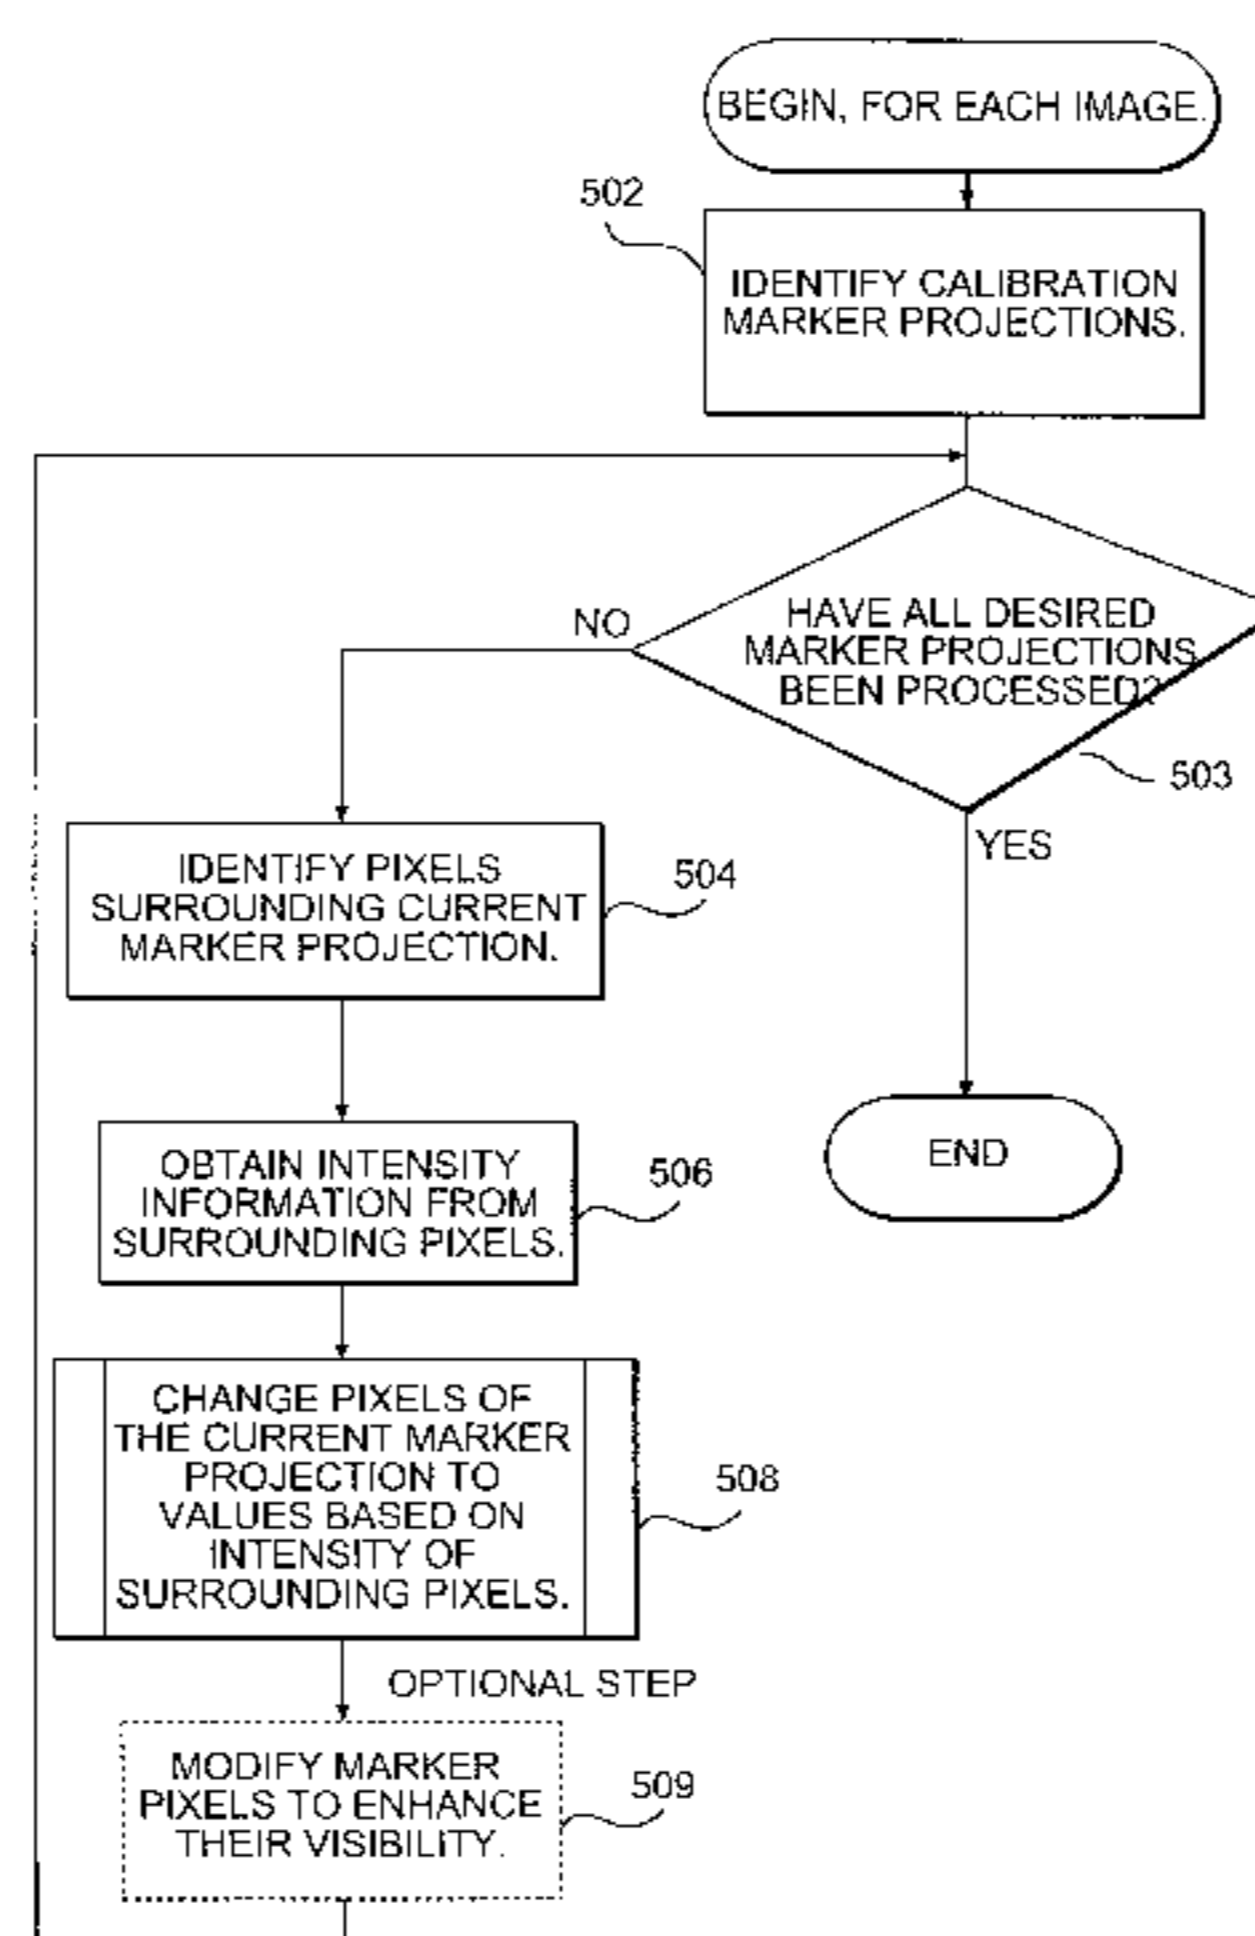 BEGIN, FOR EACH IMAGE.
502
IDENTIFY CALIBRATION
MARKER PROJECTIONS.
HAVE ALL DESIRED
MARKER PROJECTIONS
BEEN PROCESSED?
NO
503
YES
IDENTIFY PIXELS
SURROUNDING CURRENT
MARKER PROJECTION.
504
OBTAIN INTENSITY
INFORMATION FROM
SURROUNDING PIXELS.
506
END
CHANGE PIXELS OF
THE CURRENT MARKER
PROJECTION TO
VALUES BASED ON
INTENSITY OF
SURROUNDING PIXELS.
508
OPTIONAL STEP
MODIFY MARKER
PIXELS TO ENHANCE
THEIR VISIBILITY.
509